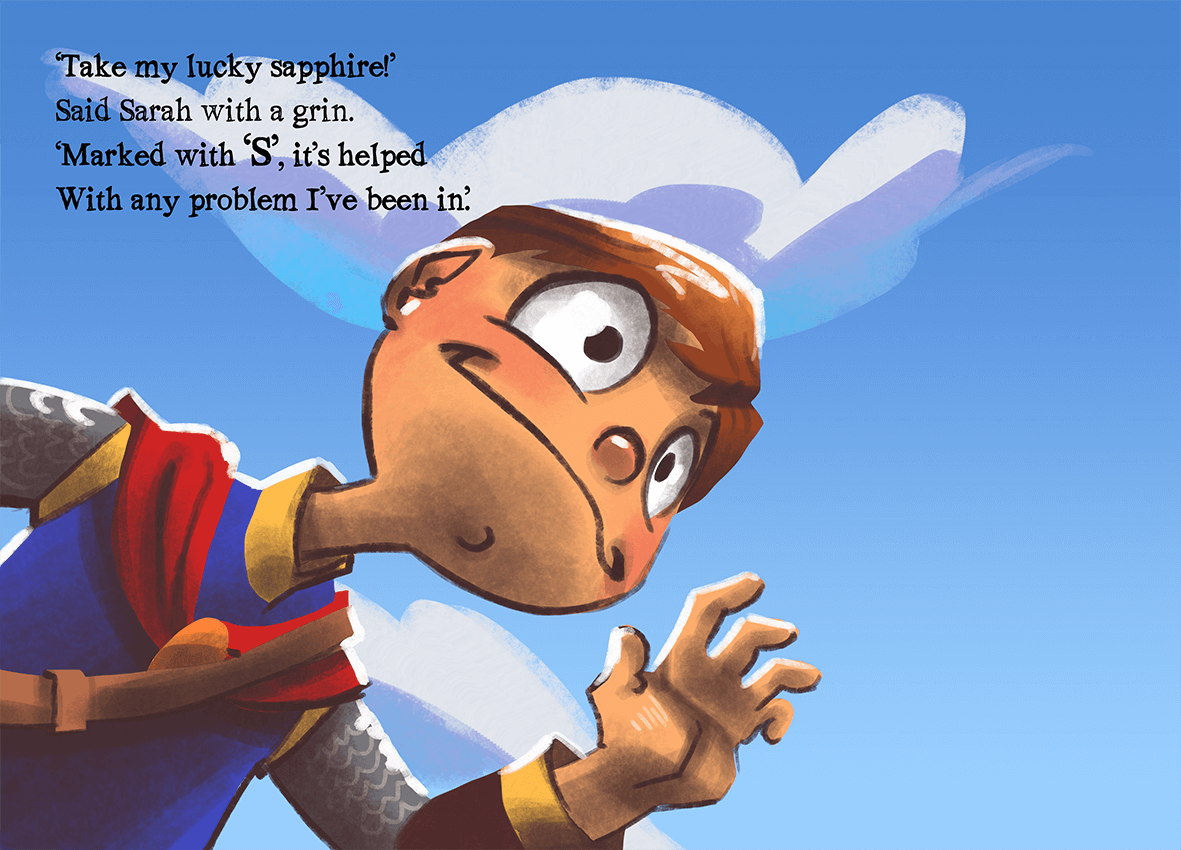 ‘Take my lucky sapphire!’
Said Sarah with a grin.
‘Marked with ‘S’, it’s helped
With any problem I’ve been in.’